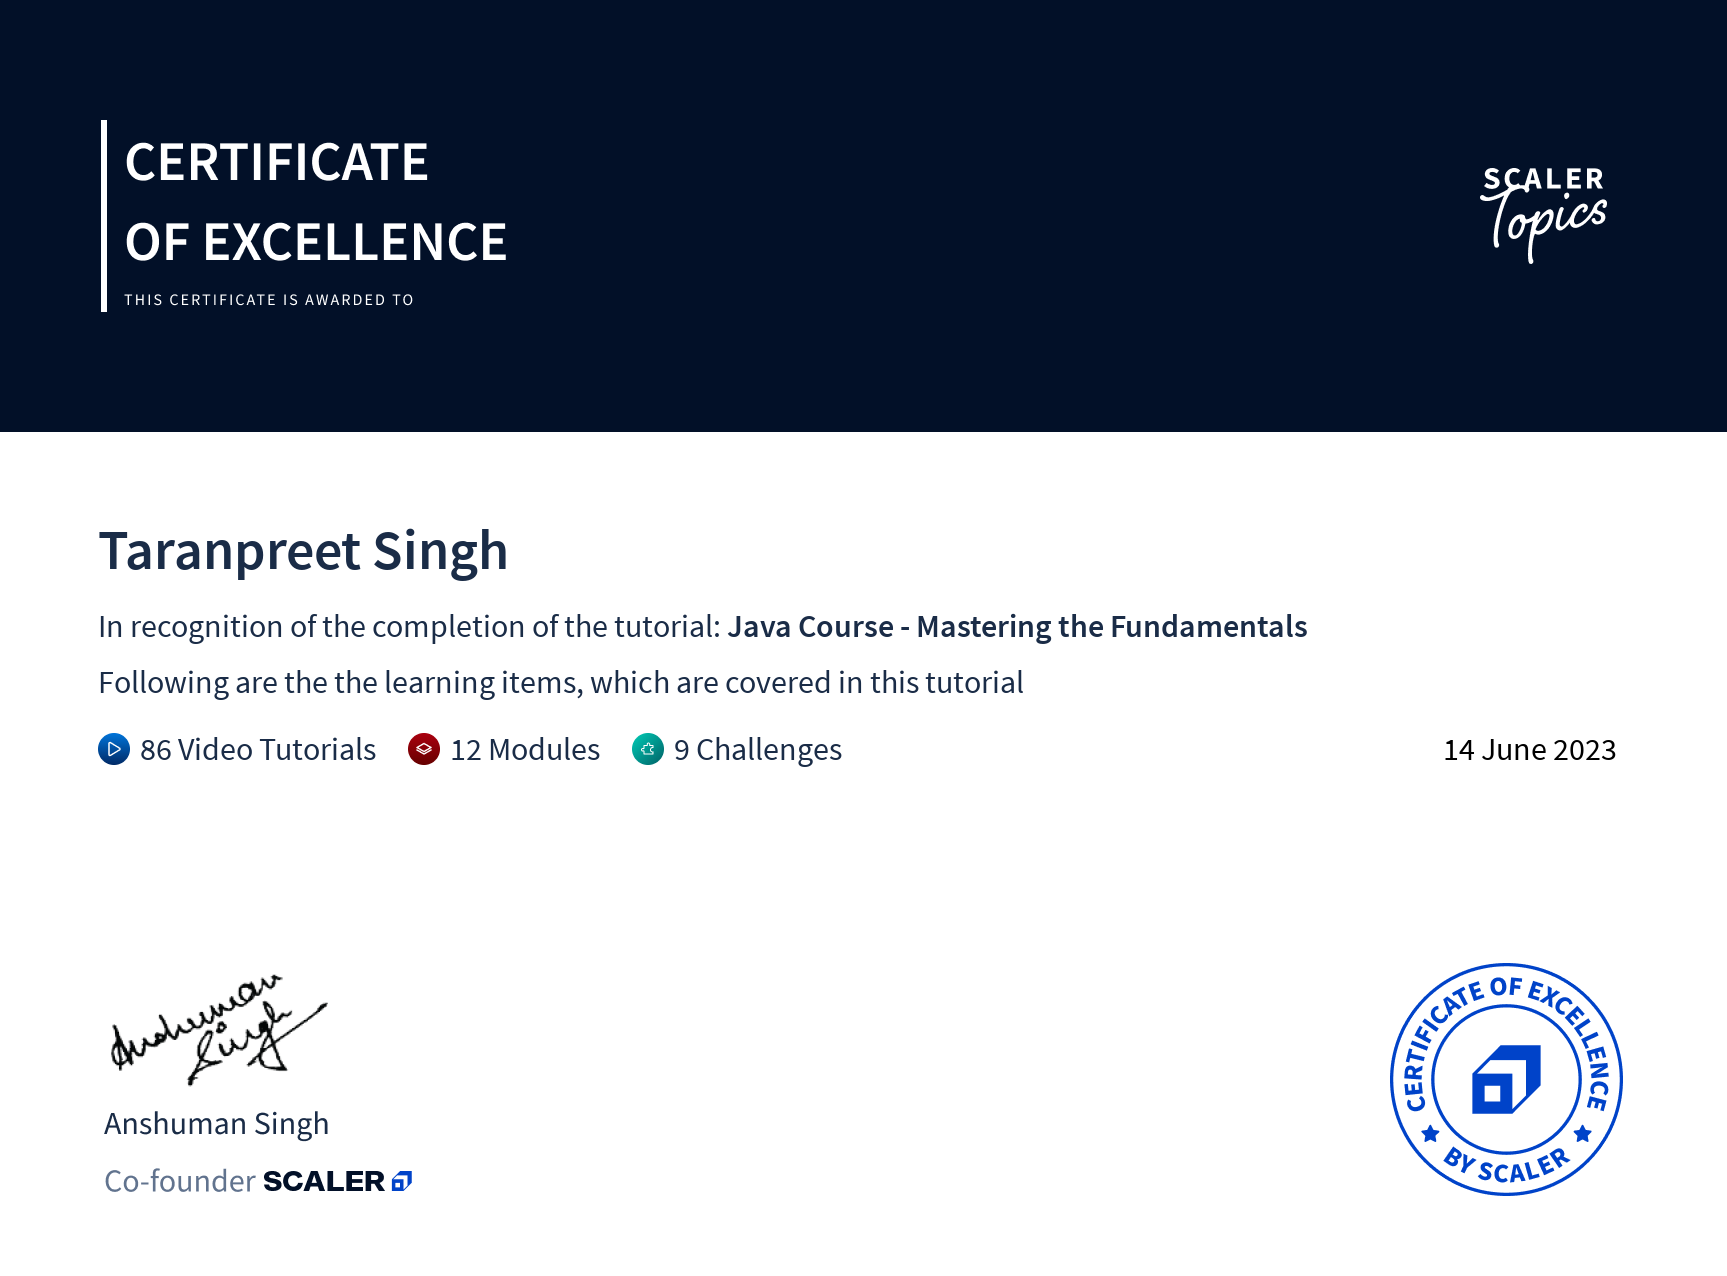 CERTIFICATE
OF EXCELLENCE
THIS CERTIFICATE IS AWARDED TO
SCALER
Topics
Taranpreet Singh
In recognition of the completion of the tutorial: Java Course - Mastering the Fundamentals
Following are the the learning items, which are covered in this tutorial
86 Video Tutorials 12 Modules 9 Challenges 14 June 2023
Anshuman
Singh
Anshuman Singh
Co-founder SCALER
CERTIFICATE OF EXCELLENCE
BY SCALER